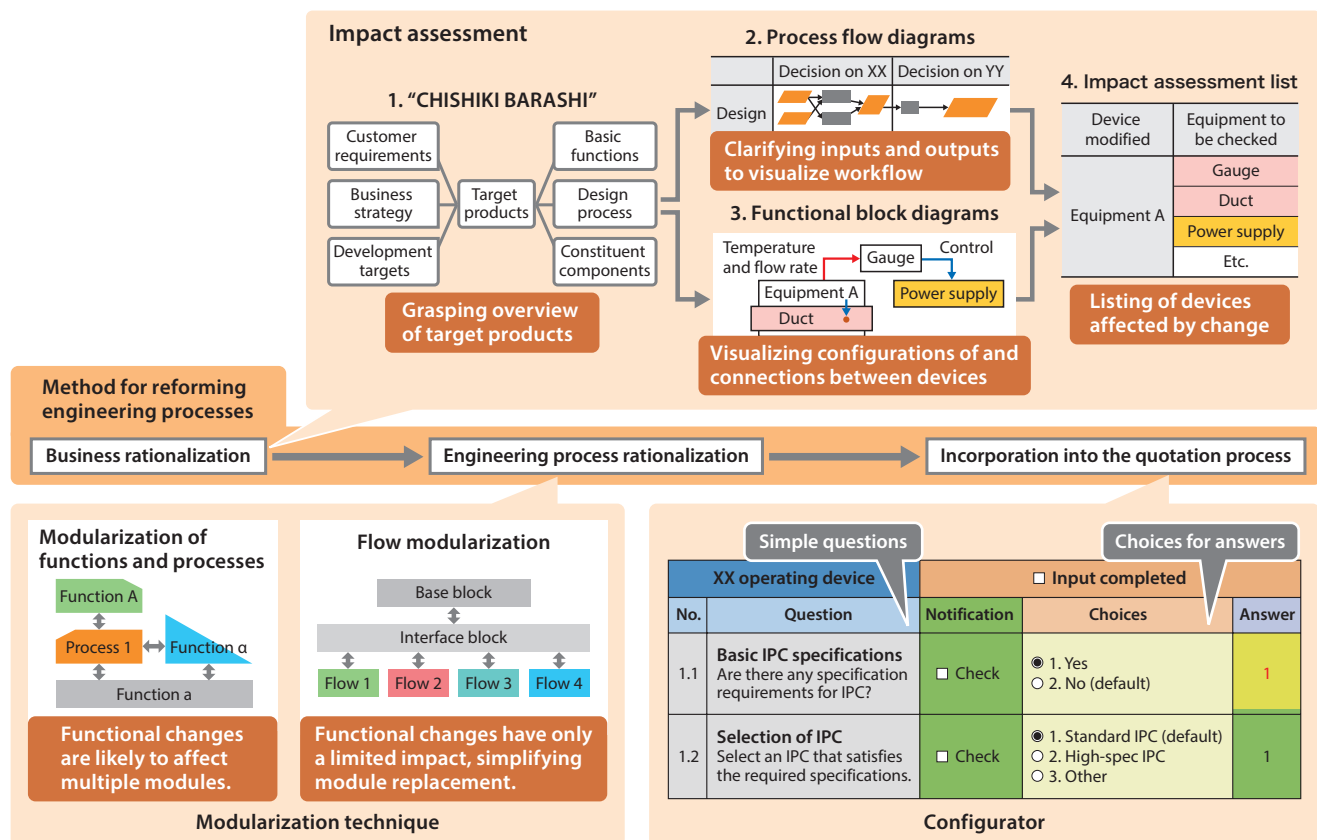 Impact assessment
1. “CHISHIKI BARASHI”
Customer
requirements
Business
strategy
Development
targets
Target
products
Basic
functions
Design
process
Constituent
components
Grasping overview
of target products
2. Process flow diagrams
Decision on XX
Decision on YY
Design
Clarifying inputs and outputs
to visualize workflow
3. Functional block diagrams
Temperature
and flow rate
Gauge
Control
Equipment A
Power supply
Duct
Visualizing configurations of and
connections between devices
4. Impact assessment list
Device
modified
Equipment to
be checked
Equipment A
Gauge
Duct
Power supply
Etc.
Listing of devices
affected by change
Method for reforming
engineering processes
Business rationalization
Engineering process rationalization
Incorporation into the quotation process
Modularization of
functions and processes
Function A
Process 1
Function α
Function a
Functional changes
are likely to affect
multiple modules.
Flow modularization
Base block
Interface block
Flow 1
Flow 2
Flow 3
Flow 4
Functional changes have only
a limited impact, simplifying
module replacement.
Modularization technique
Simple questions
Choices for answers
XX operating device
Input completed
No.
Question
Notification
Choices
Answer
1.1
Basic IPC specifications
Are there any specification
requirements for IPC?
Check
1. Yes
2. No (default)
1
1.2
Selection of IPC
Select an IPC that satisfies
the required specifications.
Check
1. Standard IPC (default)
2. High-spec IPC
3. Other
1
Configurator